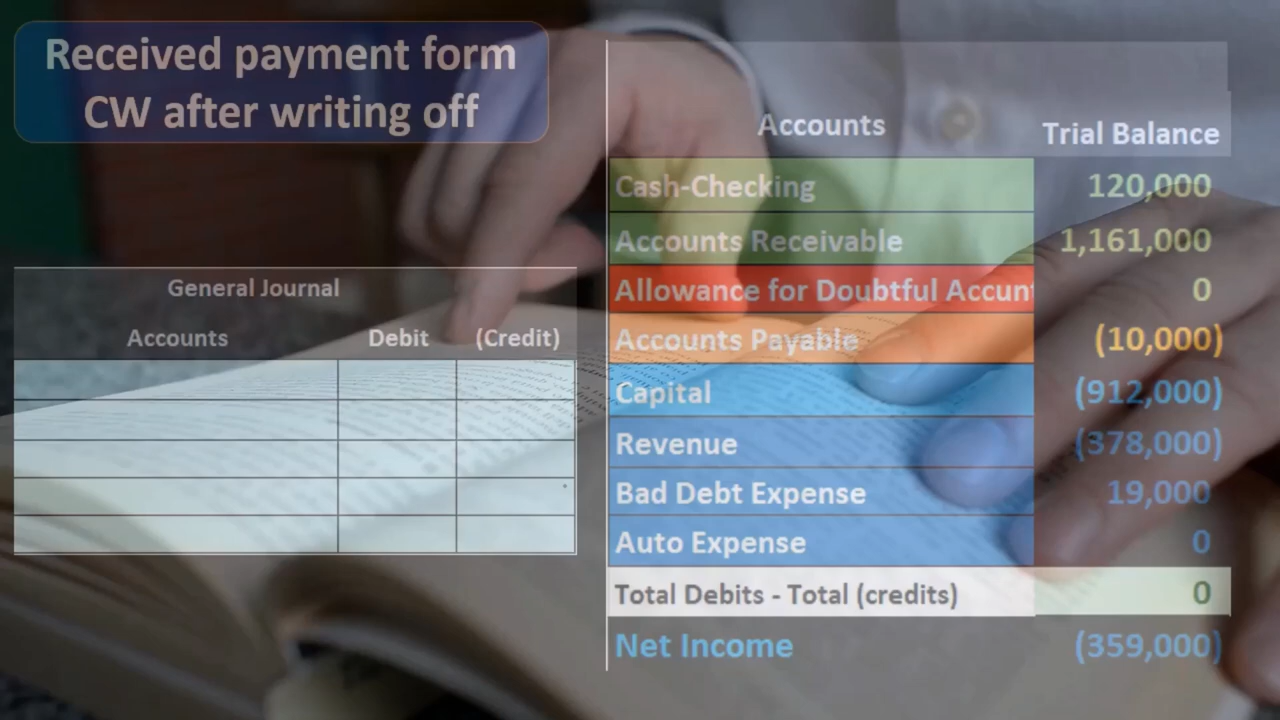 Received payment form
CW after writing off
General Journal
Accounts Debit (Credit)
Accounts Trial Balance
Cash-Checking 120,000
Accounts Receivable 1,161,000
Allowance for Doubtful Accun 0
Accounts Payable (10,000)
Capital (912,000)
Revenue (378,000)
Bad Debt Expense 19,000
Auto Expense 0
Total Debits - Total (credits) 0
Net Income (359,000)